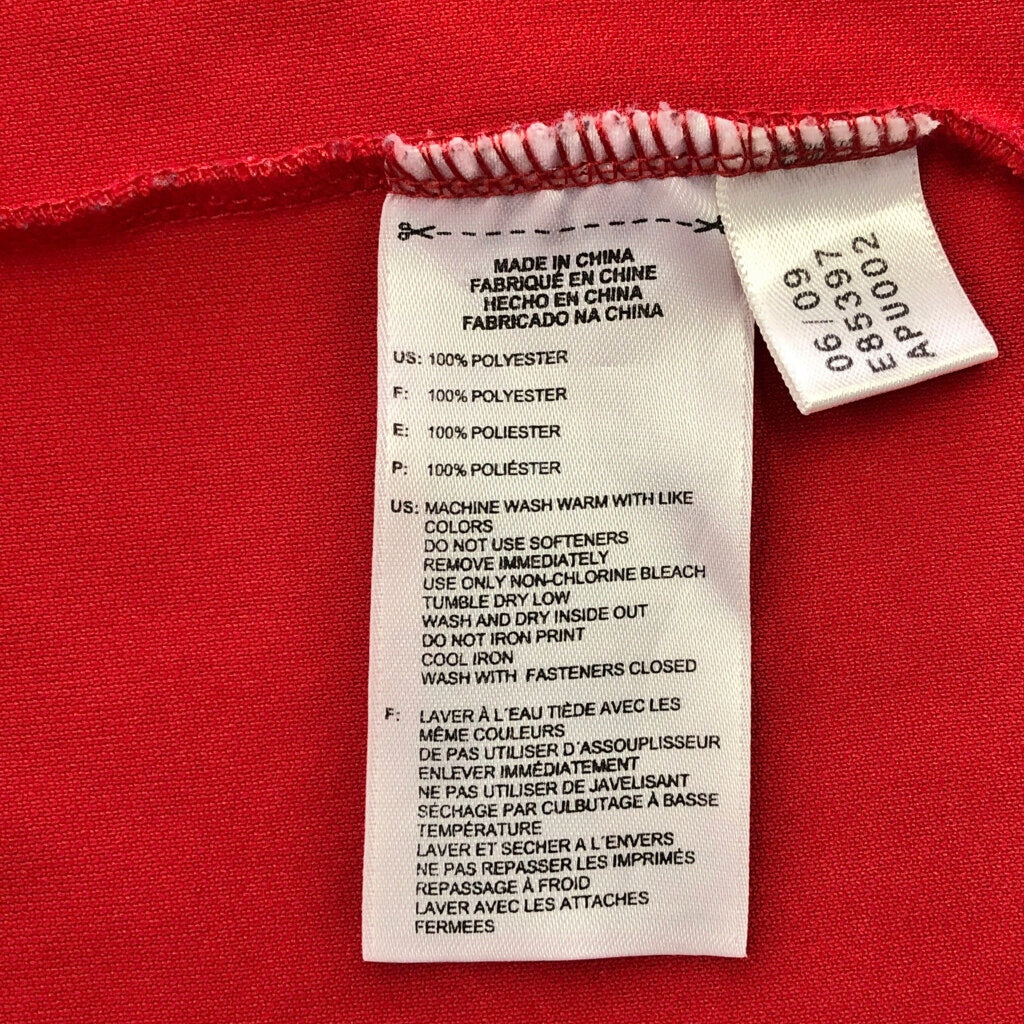 MADE IN CHINA
FABRIQUÉ EN CHINE
HECHO EN CHINA
FABRICADO NA CHINA
US: 100% POLYESTER
F: 100% POLYESTER
E: 100% POLIESTER
P: 100% POLIÉSTER
US: MACHINE WASH WARM WITH LIKE
COLORS
DO NOT USE SOFTENERS
REMOVE IMMEDIATELY
USE ONLY NON-CHLORINE BLEACH
TUMBLE DRY LOW
WASH AND DRY INSIDE OUT
DO NOT IRON PRINT
COOL IRON
WASH WITH FASTENERS CLOSED
F: LAVER À L´EAU TIÈDE AVEC LES
MÊME COULEURS
DE PAS UTILISER D´ASSOUPLISSEUR
ENLEVER IMMÉDIATEMENT
NE PAS UTILISER DE JAVELISANT
SÉCHAGE PAR CULBUTAGE À BASSE
TEMPÉRATURE
LAVER ET SECHER A L´ENVERS
NE PAS REPASSER LES IMPRIMÉS
REPASSAGE À FROID
LAVER AVEC LES ATTACHES
FERMEES
06/09
E85397
APU002